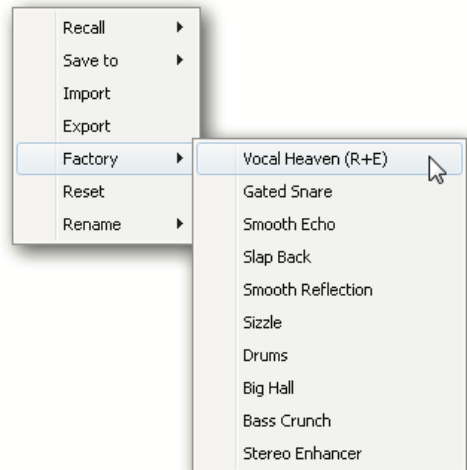 Recall
Save to
Import
Export
Factory
Reset
Rename
Vocal Heaven (R+E)
Gated Snare
Smooth Echo
Slap Back
Smooth Reflection
Sizzle
Drums
Big Hall
Bass Crunch
Stereo Enhancer